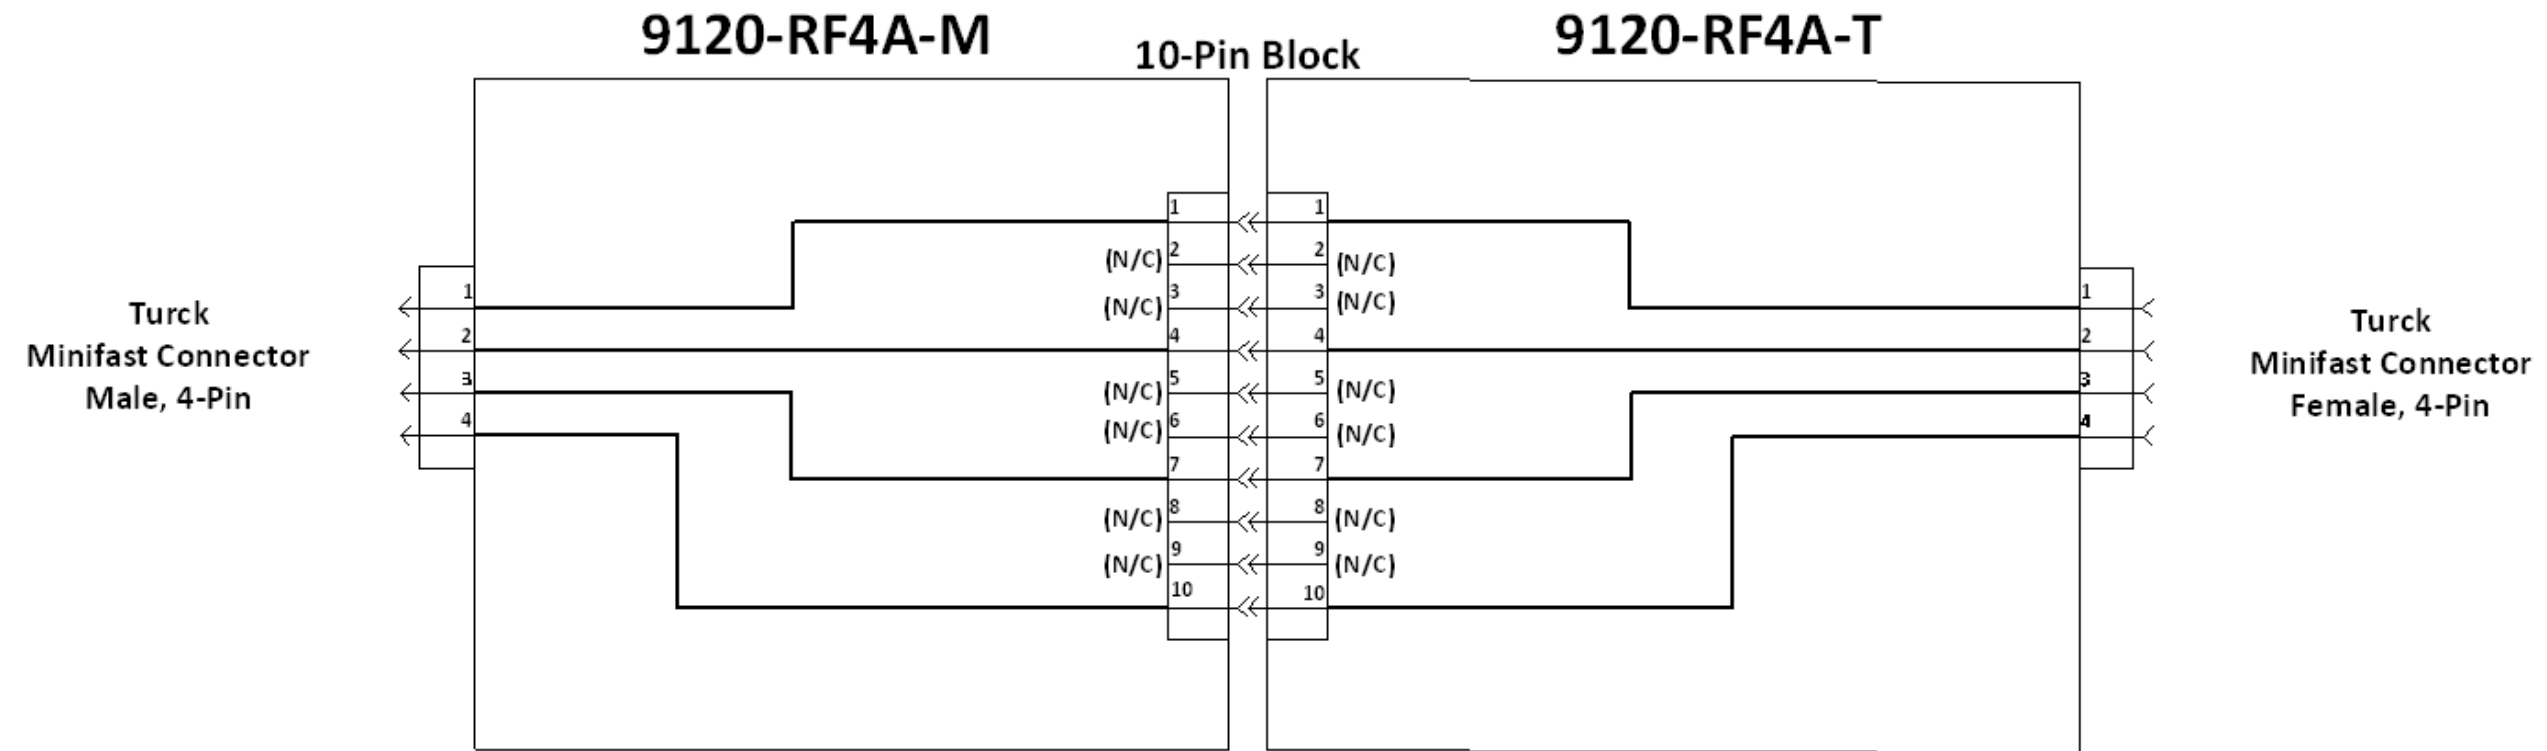 9120-RF4A-M
10-Pin Block
9120-RF4A-T
Turck
Minifast Connector
Male, 4-Pin
1
2
3
4
1
(N/C) 2
(N/C) 3
4
(N/C) 5
(N/C) 6
7
(N/C) 8
(N/C) 9
10
1
2 (N/C)
3 (N/C)
4
5 (N/C)
6 (N/C)
7
8 (N/C)
9 (N/C)
10
1
2
3
4
Turck
Minifast Connector
Female, 4-Pin